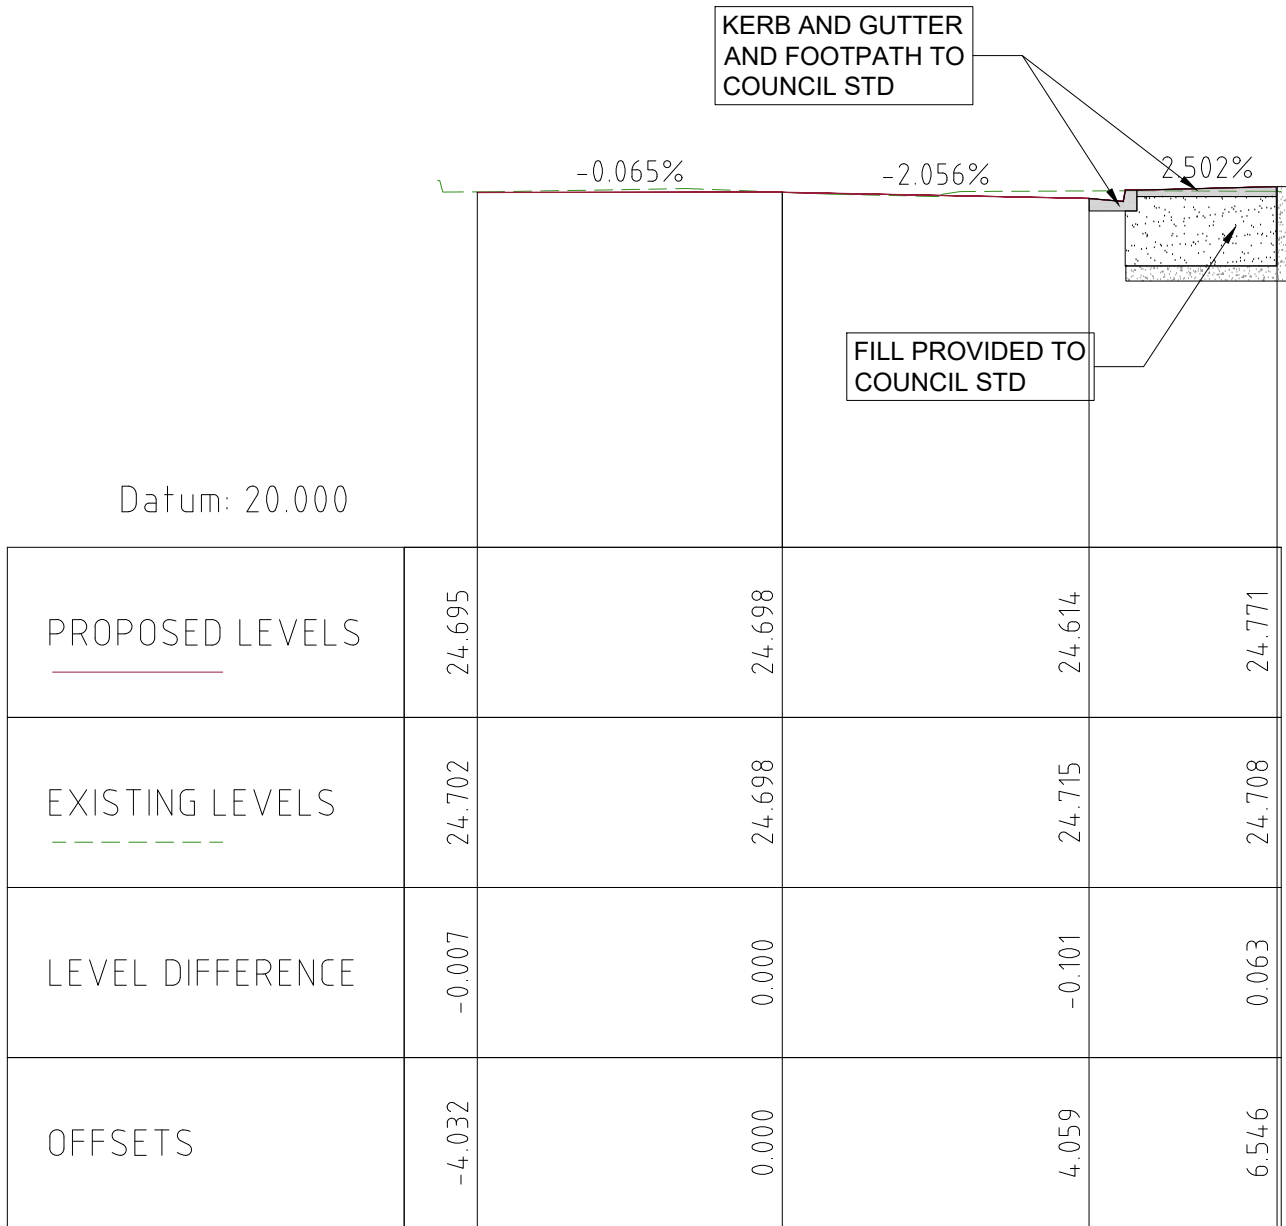 KERB AND GUTTER
AND FOOTPATH TO
COUNCIL STD
-0.065%
-2.056%
2.502%
FILL PROVIDED TO
COUNCIL STD
Datum: 20.000
PROPOSED LEVELS
24.695
24.698
24.614
24.771
EXISTING LEVELS
24.702
24.698
24.715
24.708
LEVEL DIFFERENCE
-0.007
0.000
-0.101
0.063
OFFSETS
-4.032
0.000
4.059
6.546